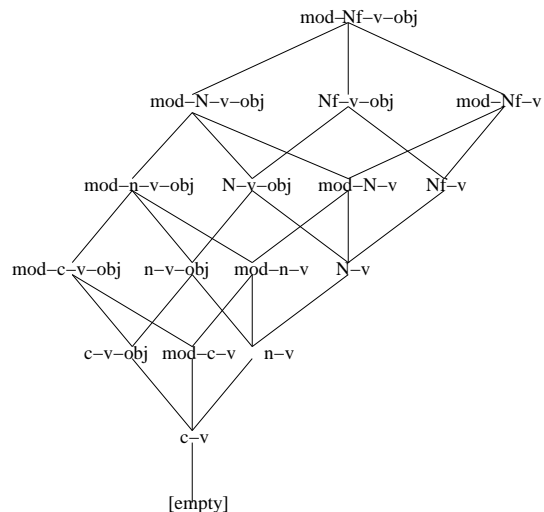 mod–Nf–v–obj
mod–N–v–obj Nf–v–obj mod–Nf–v
mod–n–v–obj N–v–obj mod–N–v Nf–v
mod–c–v–obj n–v–obj mod–n–v N–v
c–v–obj mod–c–v n–v
c–v
[empty]